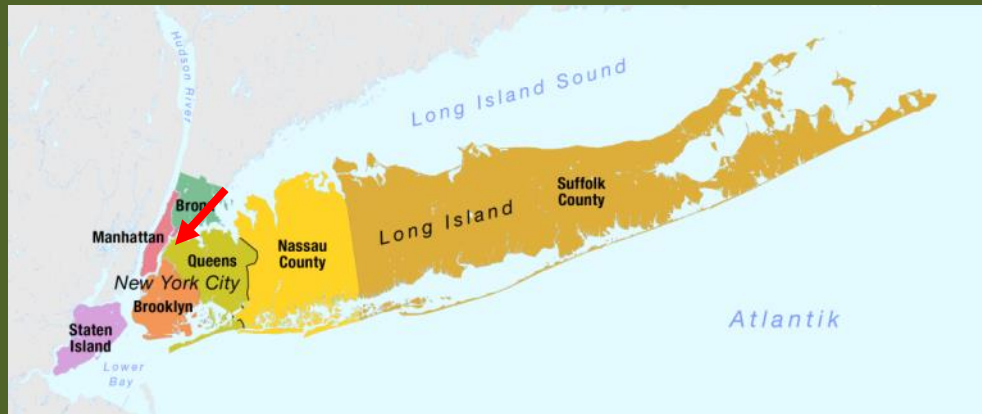 Hudson River
Long Island Sound
Manhattan
Queens
New York City
Brooklyn
Staten
Island
Lower
Bay
Nassau
County
Long Island
Suffolk
County
Atlantik